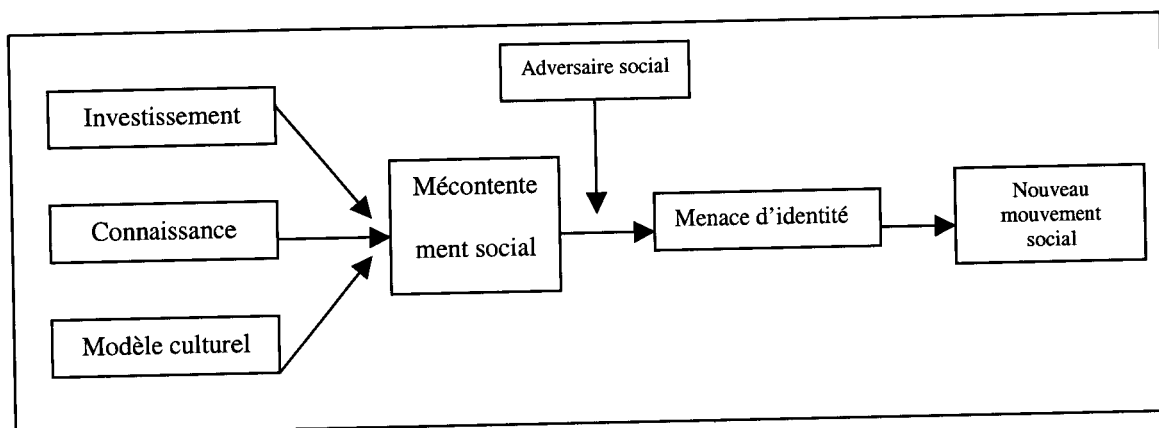 Adversaire social
Investissement
Mécontente
ment social
Connaissance
Menace d'identité
Nouveau
mouvement
social
Modèle culturel